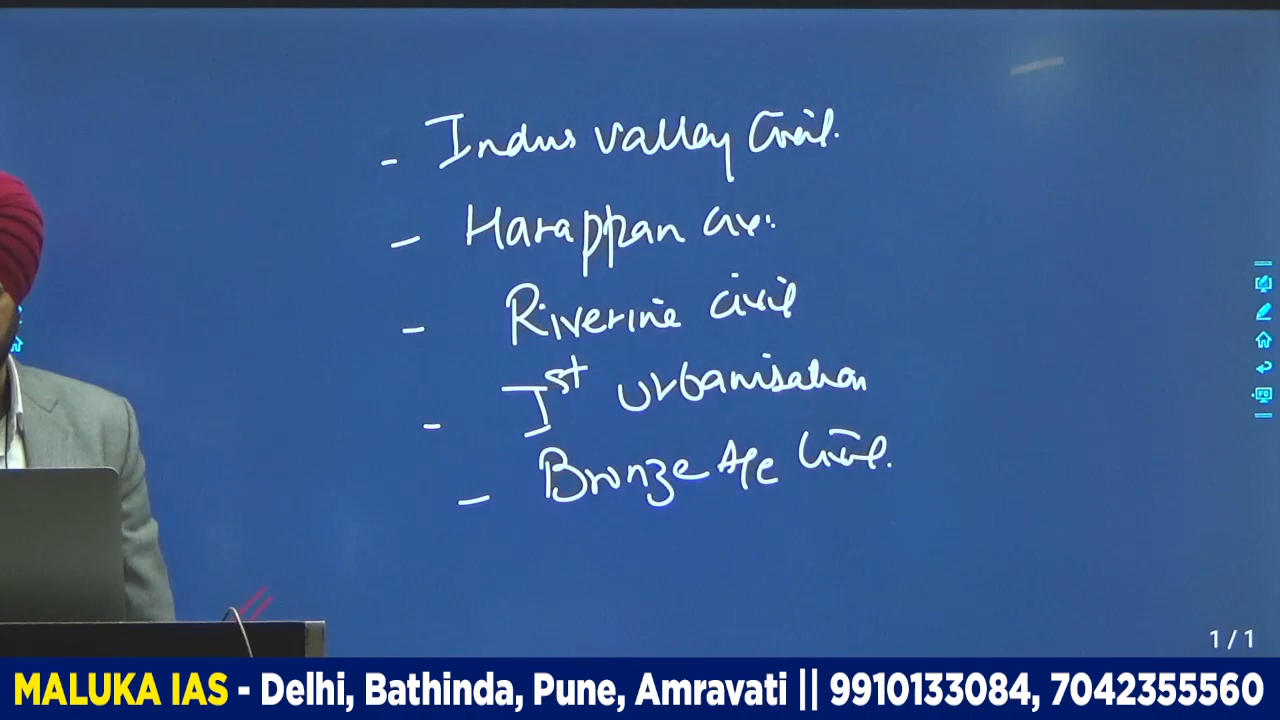 - Indus Valley Civil.
- Harappan civ.
- Riverine civil
- Ist urbanisation
- Bronze Age Civil.
1 / 1
MALUKA IAS - Delhi, Bathinda, Pune, Amravati || 9910133084, 7042355560